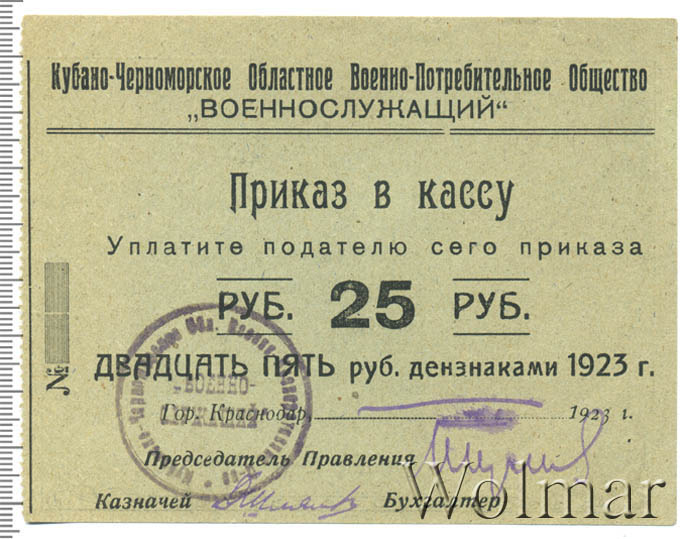 Кубано-Черноморское Областное Военно-Потребительное Общество
„ВОЕННОСЛУЖАЩИЙ“
Приказ в кассу
Уплатите подателю сего приказа
РУБ. 25 РУБ.
ДВАДЦАТЬ ПЯТЬ руб. дензнаками 1923 г.
№
Гор. Краснодар, 1923 г.
Председатель Правления
Казначей Бухгалтер
Wolmar